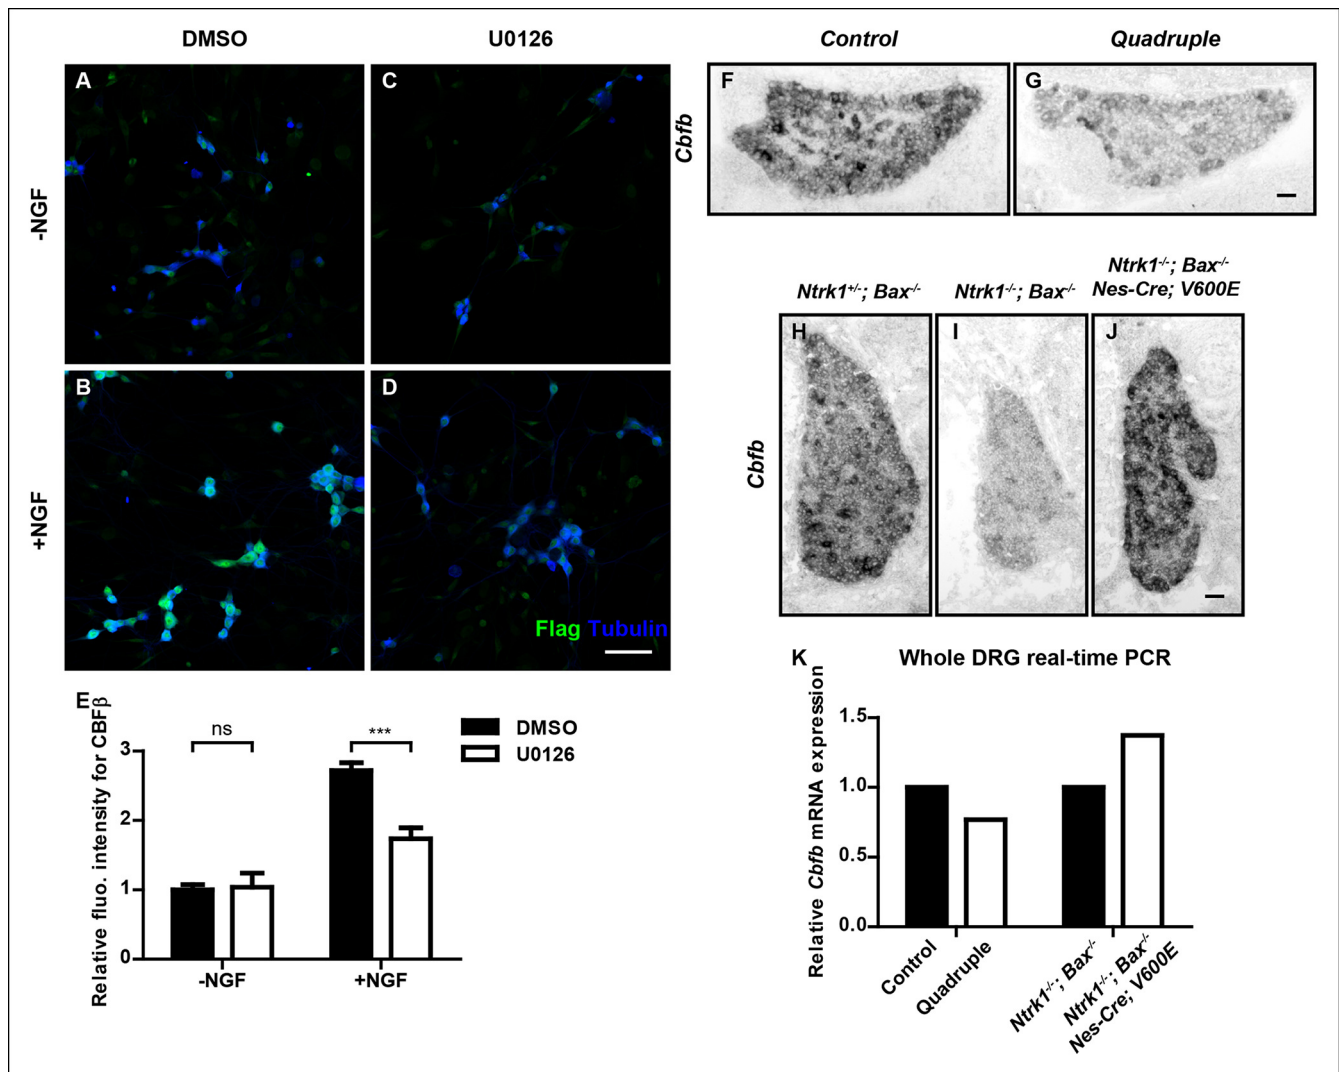 DMSO
U0126
Control
Quadruple
A
C
F
G
-NGF
Cbfb
Ntrk1+/-; Bax-/-
Ntrk1-/-; Bax-/-
Ntrk1-/-; Bax-/-
Nes-Cre; V600E
H
I
J
B
D
+NGF
Cbfb
Flag Tubulin
E
Relative fluo. intensity for CBFβ
ns
***
DMSO
U0126
3
2
1
0
-NGF
+NGF
K
Whole DRG real-time PCR
Relative Cbfb mRNA expression
1.5
1.0
0.5
0.0
Control
Quadruple
Ntrk1-/-; Bax-/-
Ntrk1-/-; Bax-/-
Nes-Cre; V600E